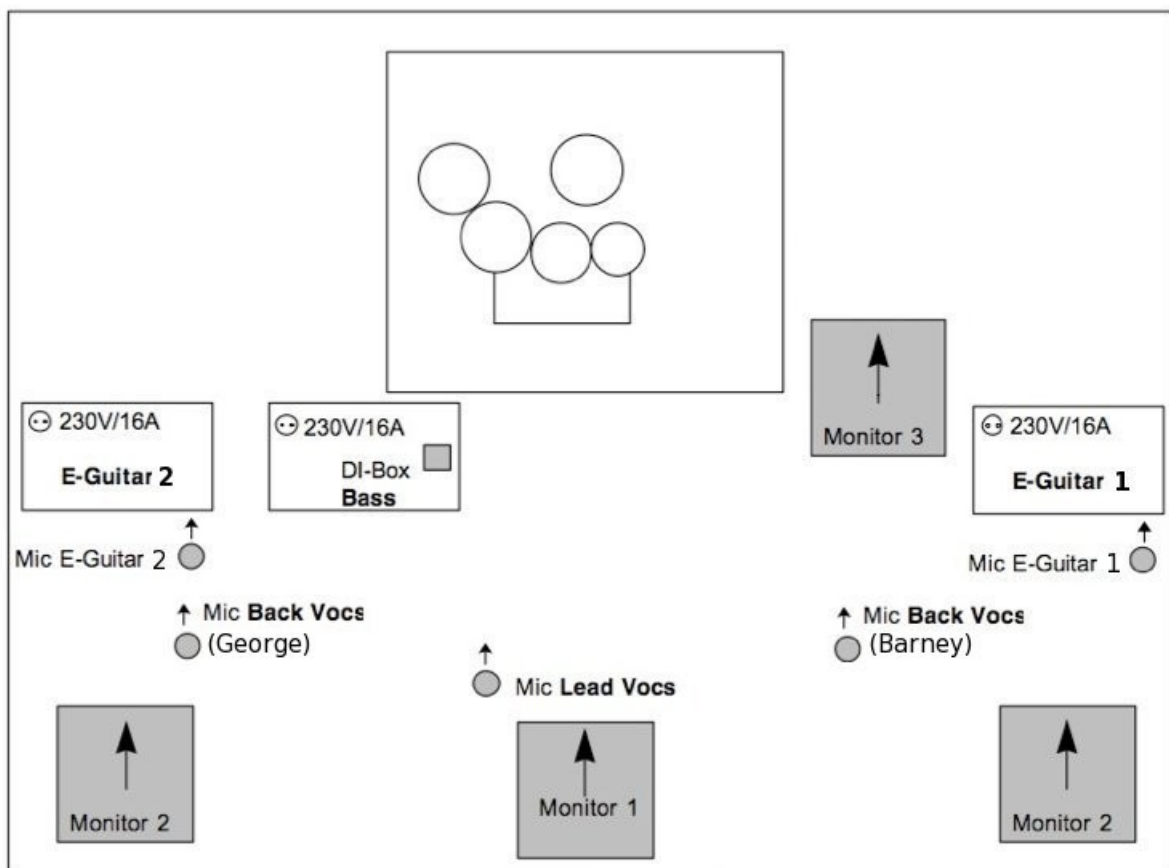 Monitor 3
230V/16A
E-Guitar 2
230V/16A
DI-Box
Bass
230V/16A
E-Guitar 1
Mic E-Guitar 2
Mic E-Guitar 1
Mic Back Vocs
(George)
Mic Back Vocs
(Barney)
Mic Lead Vocs
Monitor 2
Monitor 1
Monitor 2